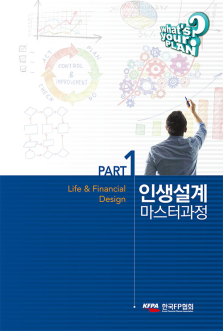 What's
your
PLAN?
CONTROL
&
IMPROVEMENT
PART 1
Life & Financial
Design
인생설계
마스터과정
KFPA 한국FP협회